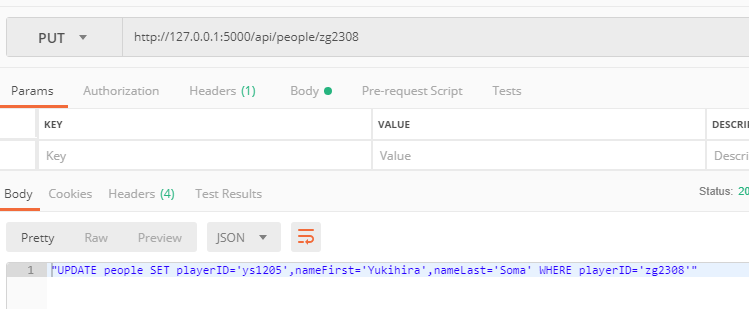 PUT http://127.0.0.1:5000/api/people/zg2308
Params Authorization Headers (1) Body Pre-request Script Tests
KEY VALUE DESCRI
Key Value Descri
Body Cookies Headers (4) Test Results Status: 20
Pretty Raw Preview JSON
1 "UPDATE people SET playerID='ys1205',nameFirst='Yukihira',nameLast='Soma' WHERE playerID='zg2308'"